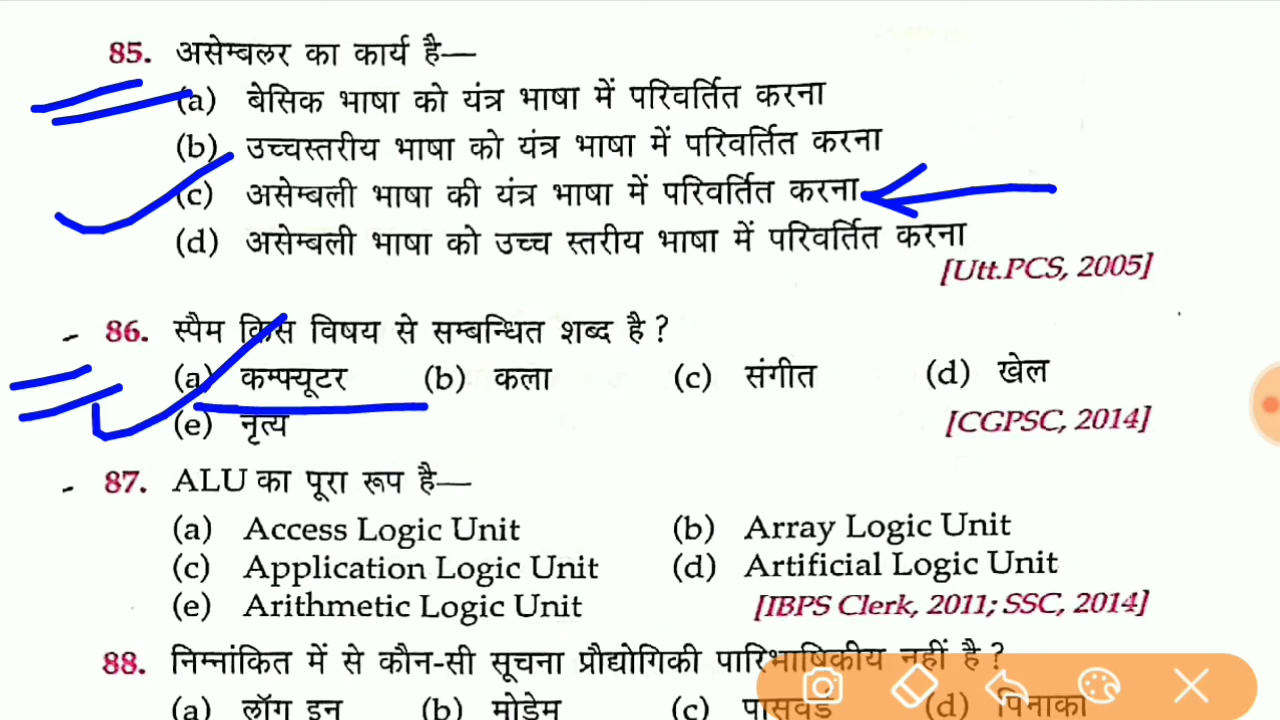 85. असेम्बलर का कार्य है—
(a) बेसिक भाषा को यंत्र भाषा में परिवर्तित करना
(b) उच्चस्तरीय भाषा को यंत्र भाषा में परिवर्तित करना
(c) असेम्बली भाषा की यंत्र भाषा में परिवर्तित करना
(d) असेम्बली भाषा को उच्च स्तरीय भाषा में परिवर्तित करना
[Utt.PCS, 2005]
86. स्पैम किस विषय से सम्बन्धित शब्द है ?
(a) कम्फ्यूटर (b) कला (c) संगीत (d) खेल
(e) नृत्य [CGPSC, 2014]
87. ALU का पूरा रूप है—
(a) Access Logic Unit (b) Array Logic Unit
(c) Application Logic Unit (d) Artificial Logic Unit
(e) Arithmetic Logic Unit [IBPS Clerk, 2011; SSC, 2014]
88. निम्नांकित में से कौन-सी सूचना प्रौद्योगिकी पारिभाषिकीय नहीं है ?
(a) लॉग इन (b) मोडेम (c) पासवर्ड (d) पिनाका